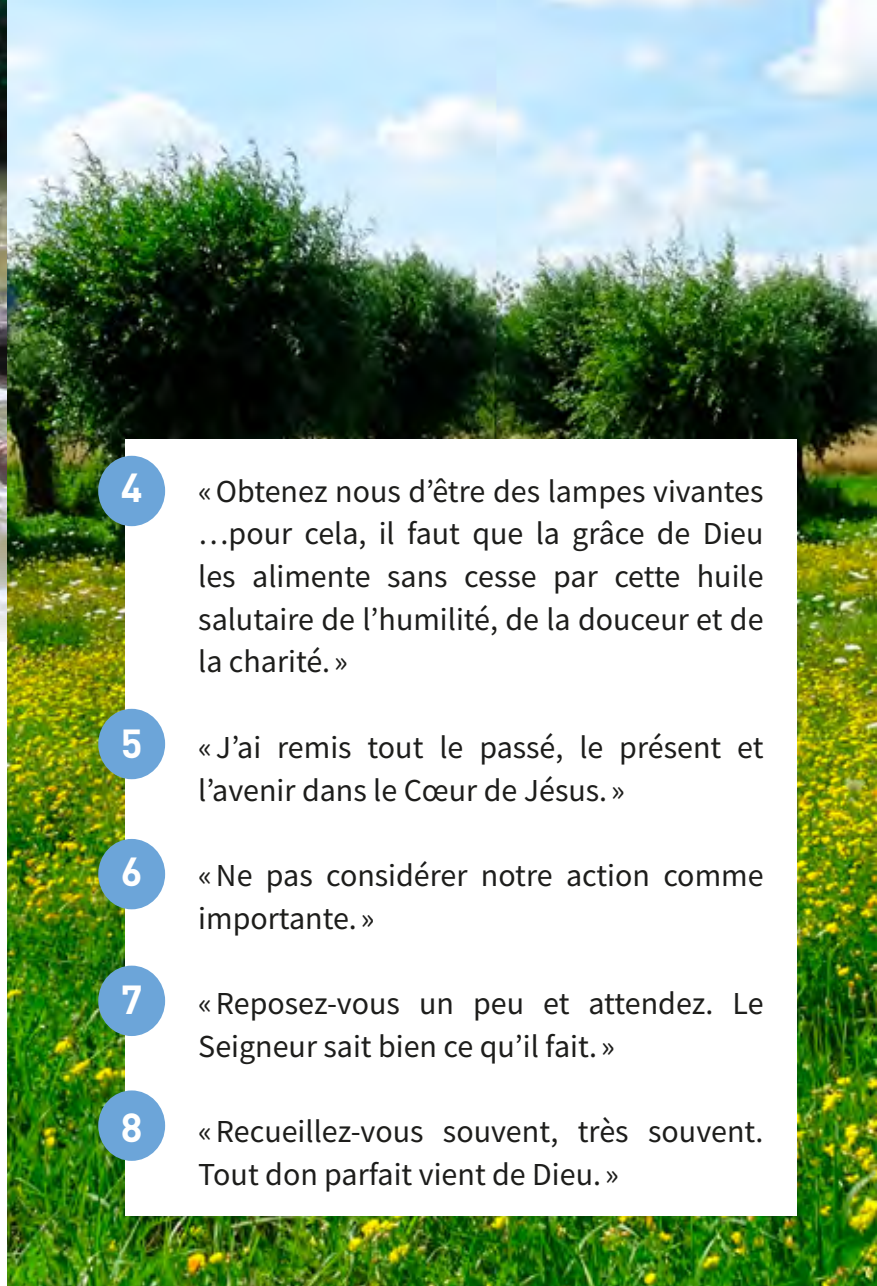 4
« Obtenez nous d'être des lampes vivantes
…pour cela, il faut que la grâce de Dieu
les alimente sans cesse par cette huile
salutaire de l’humilité, de la douceur et de
la charité. »
5
« J’ai remis tout le passé, le présent et
l’avenir dans le Cœur de Jésus. »
6
« Ne pas considérer notre action comme
importante. »
7
« Reposez-vous un peu et attendez. Le
Seigneur sait bien ce qu’il fait. »
8
« Recueillez-vous souvent, très souvent.
Tout don parfait vient de Dieu. »